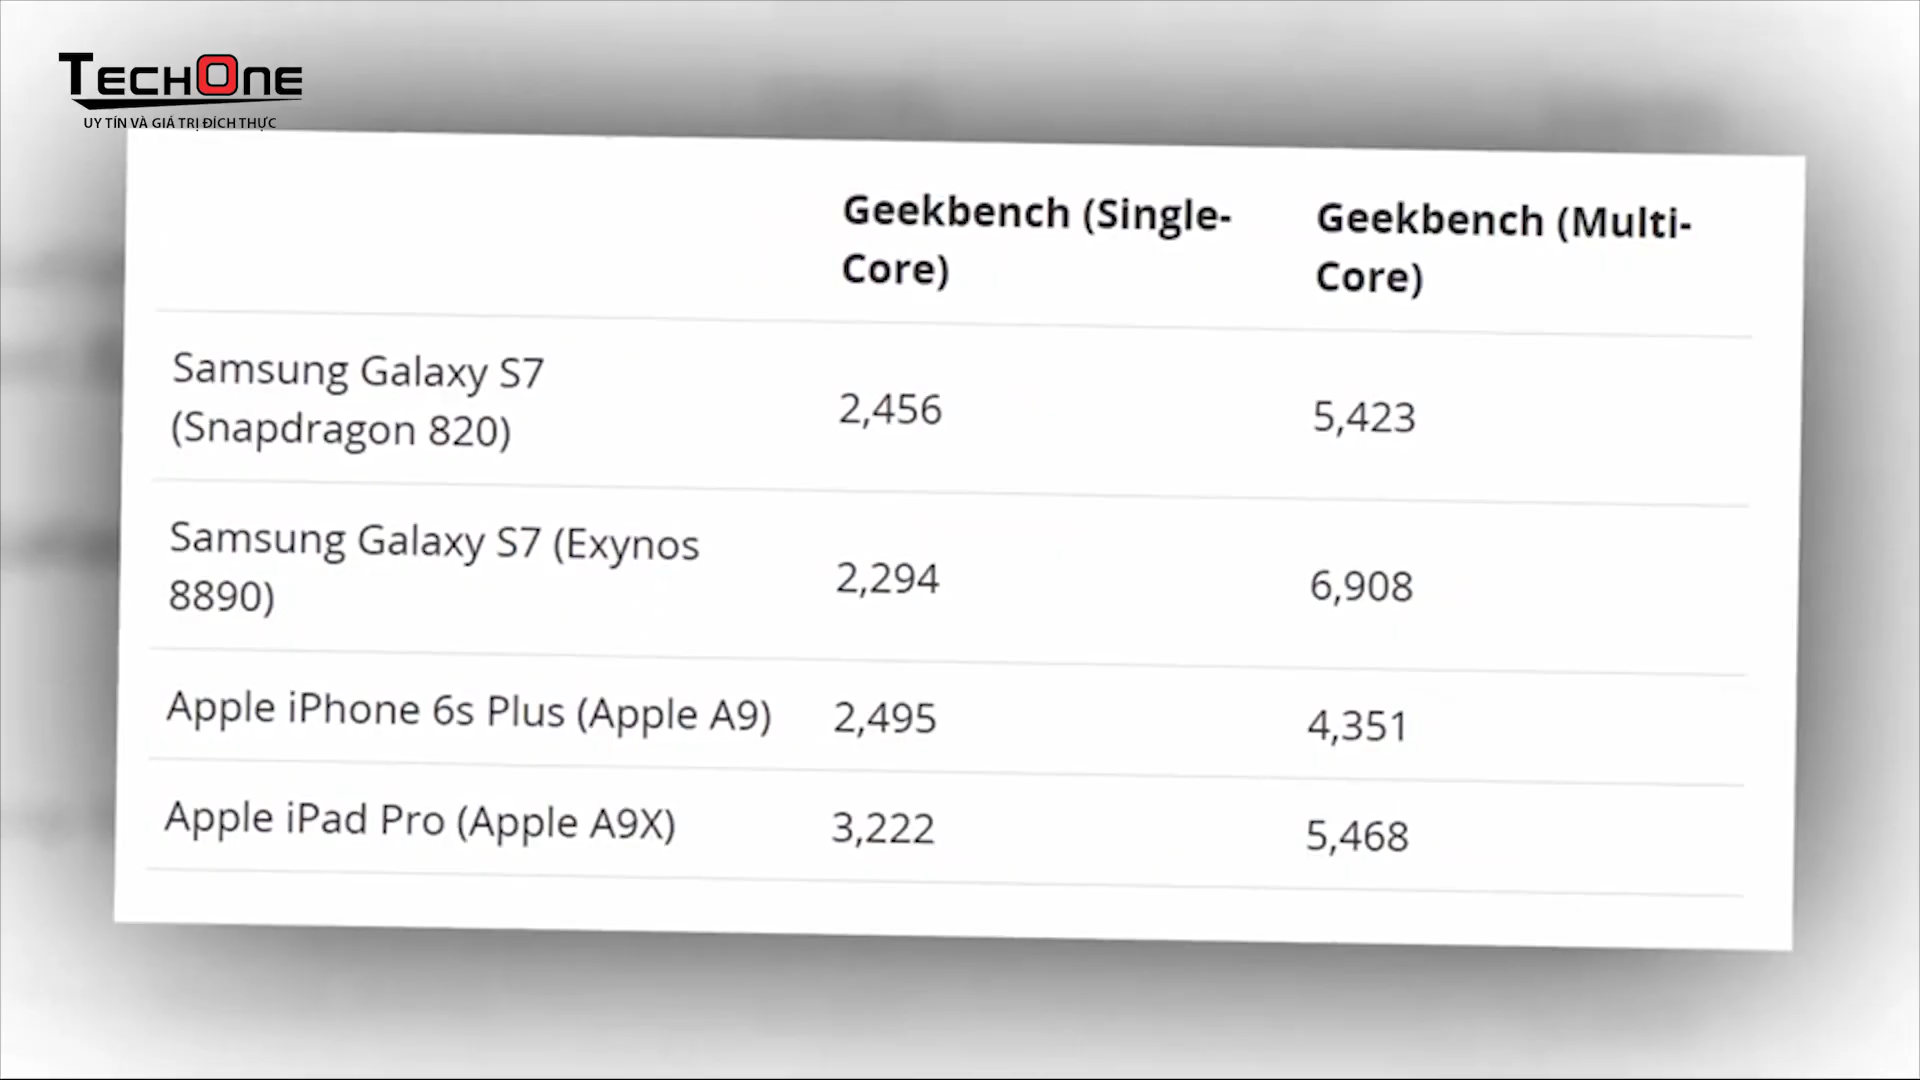 TECHONE
UY TÍN VÀ GIÁ TRỊ ĐÍCH THỰC
Geekbench (Single-
Core)
Geekbench (Multi-
Core)
Samsung Galaxy S7
(Snapdragon 820)
2,456
5,423
Samsung Galaxy S7 (Exynos
8890)
2,294
6,908
Apple iPhone 6s Plus (Apple A9)
2,495
4,351
Apple iPad Pro (Apple A9X)
3,222
5,468